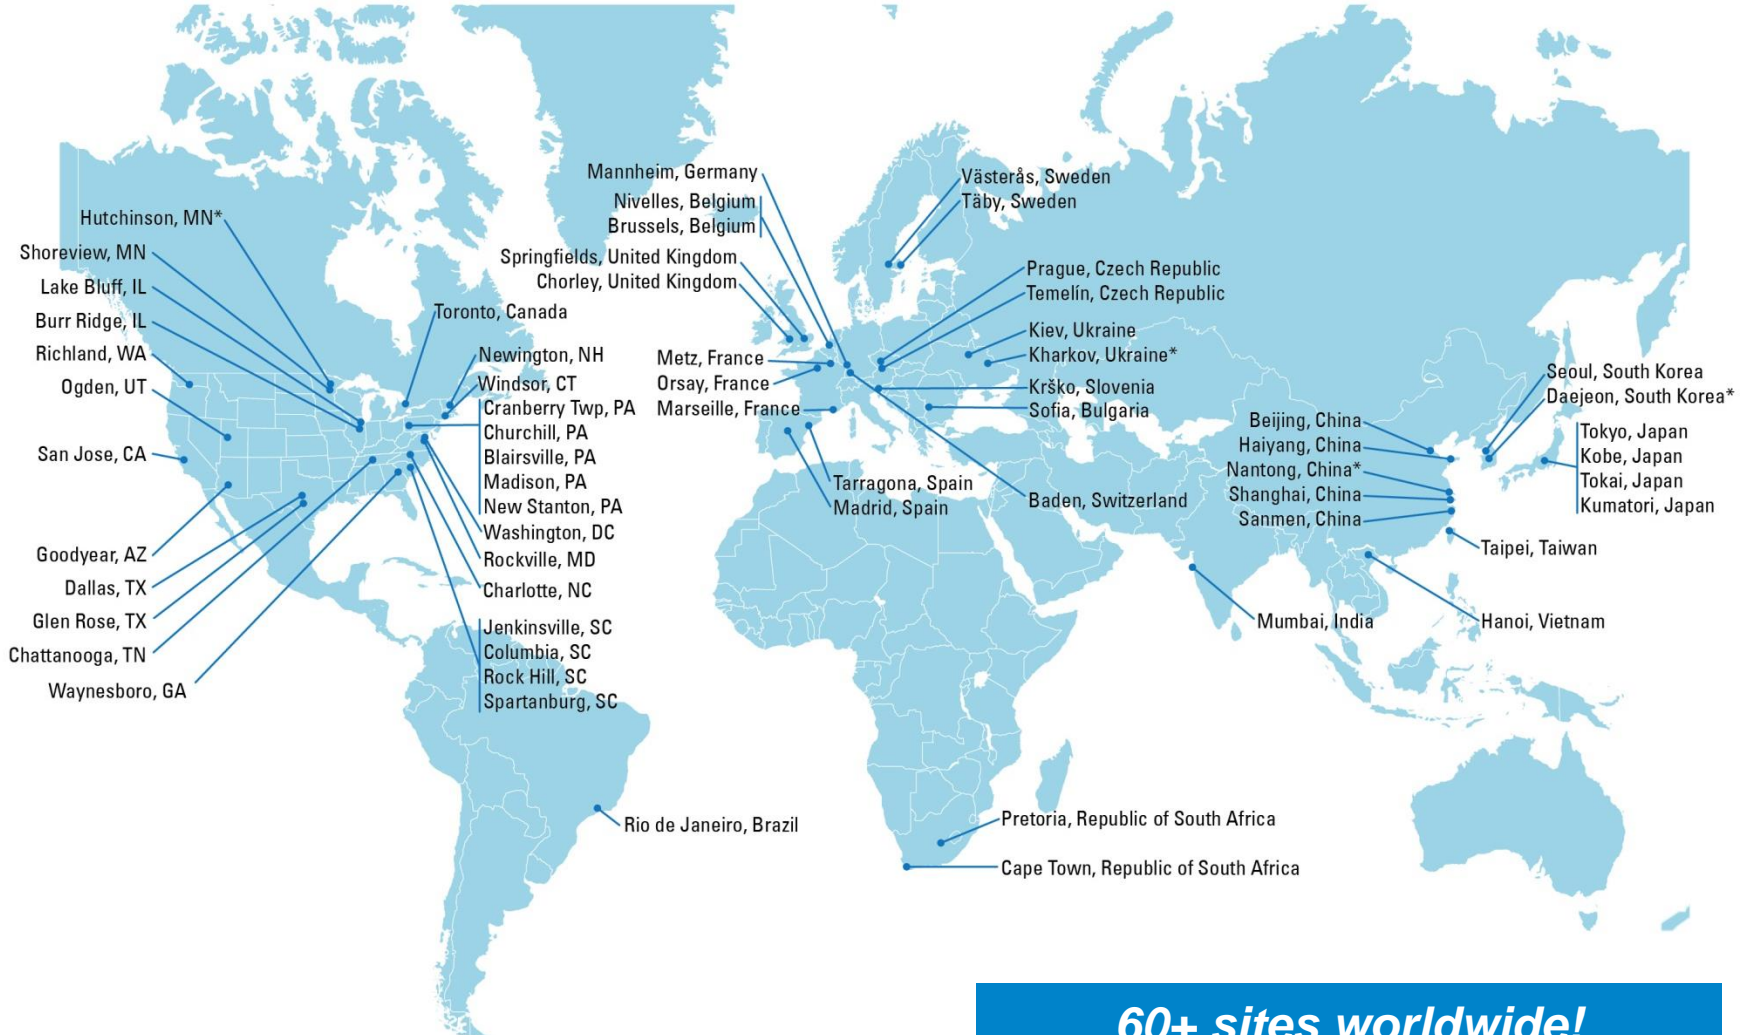 Hutchinson, MN*
Shoreview, MN
Lake Bluff, IL
Burr Ridge, IL
Richland, WA
Ogden, UT
San Jose, CA
Goodyear, AZ
Dallas, TX
Glen Rose, TX
Chattanooga, TN
Waynesboro, GA
Toronto, Canada
Newington, NH
Windsor, CT
Cranberry Twp, PA
Churchill, PA
Blairsville, PA
Madison, PA
New Stanton, PA
Washington, DC
Rockville, MD
Charlotte, NC
Jenkinsville, SC
Columbia, SC
Rock Hill, SC
Spartanburg, SC
Rio de Janeiro, Brazil
Mannheim, Germany
Nivelles, Belgium
Brussels, Belgium
Springfields, United Kingdom
Chorley, United Kingdom
Metz, France
Orsay, France
Marseille, France
Tarragona, Spain
Madrid, Spain
Västerås, Sweden
Täby, Sweden
Prague, Czech Republic
Temelín, Czech Republic
Kiev, Ukraine
Kharkov, Ukraine*
Krško, Slovenia
Sofia, Bulgaria
Baden, Switzerland
Pretoria, Republic of South Africa
Cape Town, Republic of South Africa
Beijing, China
Haiyang, China
Nantong, China*
Shanghai, China
Sanmen, China
Mumbai, India
Seoul, South Korea
Daejeon, South Korea*
Tokyo, Japan
Kobe, Japan
Tokai, Japan
Kumatori, Japan
Taipei, Taiwan
Hanoi, Vietnam
60+ sites worldwide!